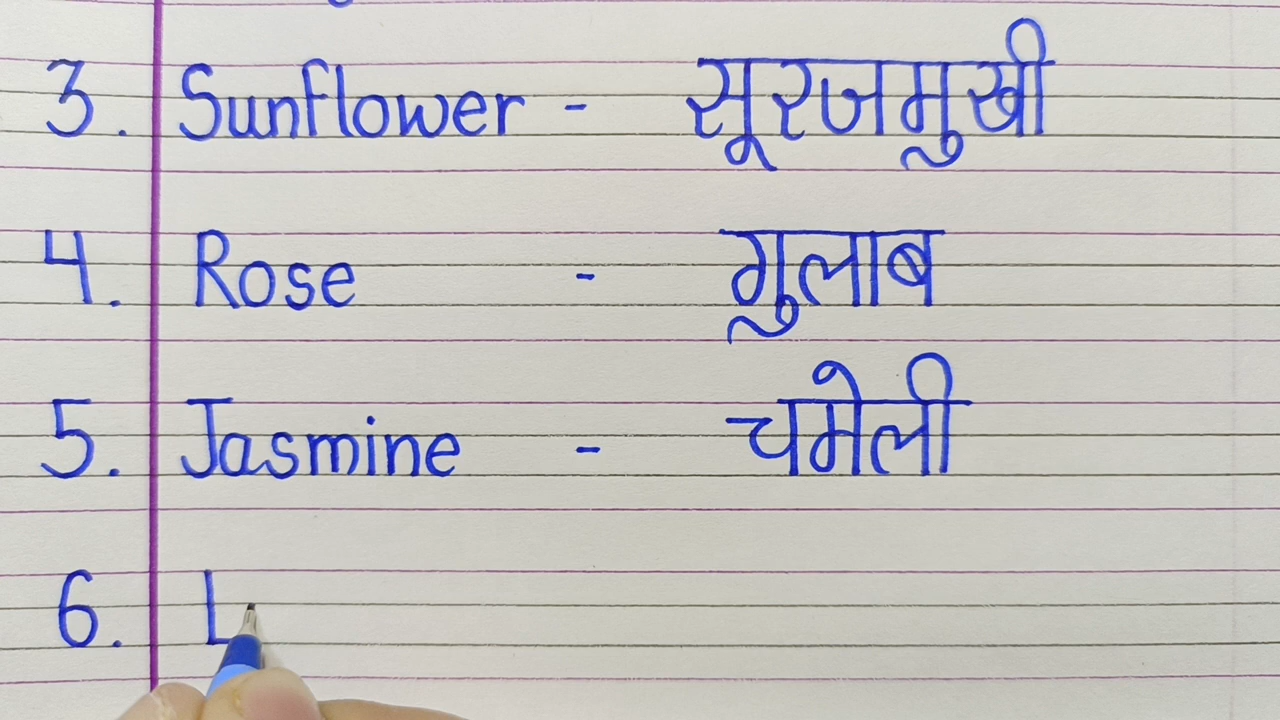 3. Sunflower - सूरजमुखी
4. Rose - गुलाब
5. Jasmine - चमेली
6. L